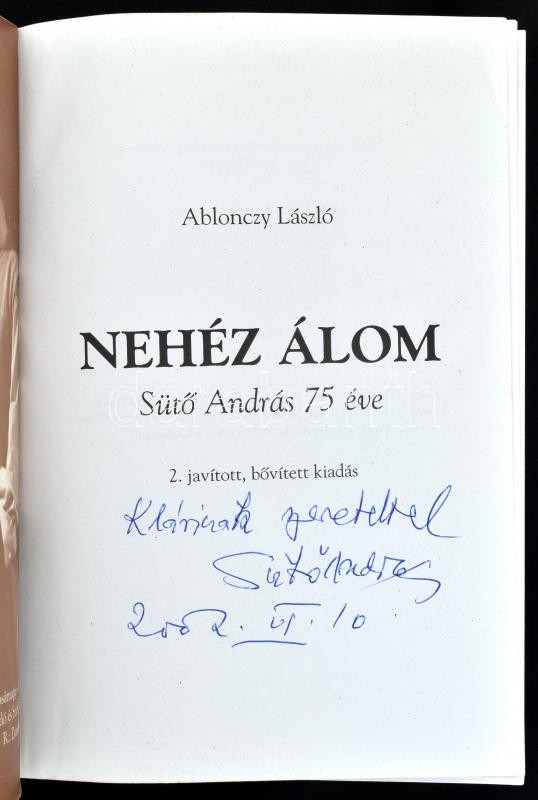 Ablonczy László
NEHÉZ ÁLOM
Sütő András 75 éve
darabanth
2. javított, bővített kiadás
Klárinak szeretettel
Sütő András
2002. VI. 10